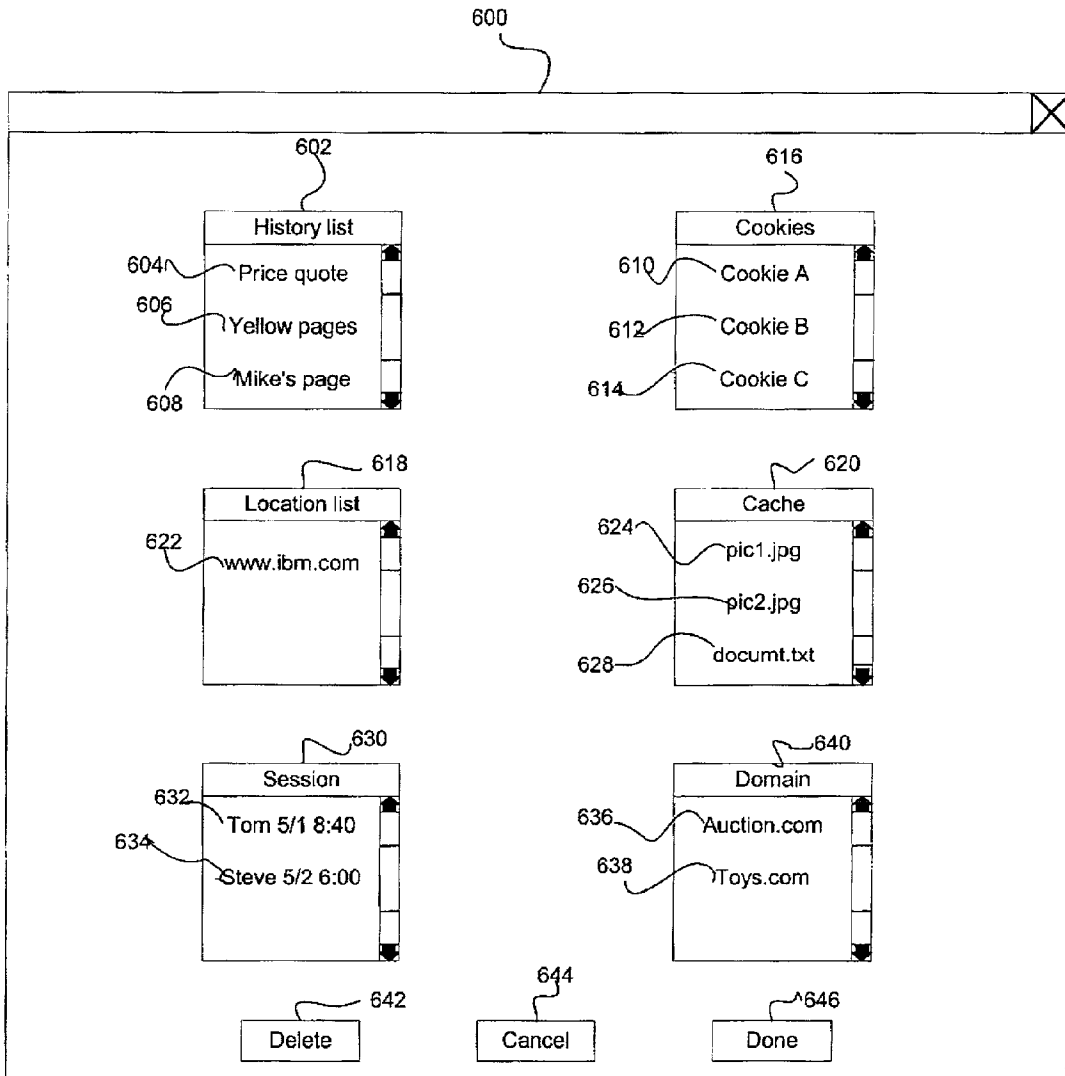 600
602
616
History list
Cookies
604
Price quote
610
Cookie A
606
Yellow pages
612
Cookie B
608
Mike's page
614
Cookie C
618
620
Location list
Cache
622
www.ibm.com
624
pic1.jpg
626
pic2.jpg
628
documt.txt
630
640
Session
Domain
632
Tom 5/1 8:40
636
Auction.com
634
Steve 5/2 6:00
638
Toys.com
642
644
646
Delete
Cancel
Done